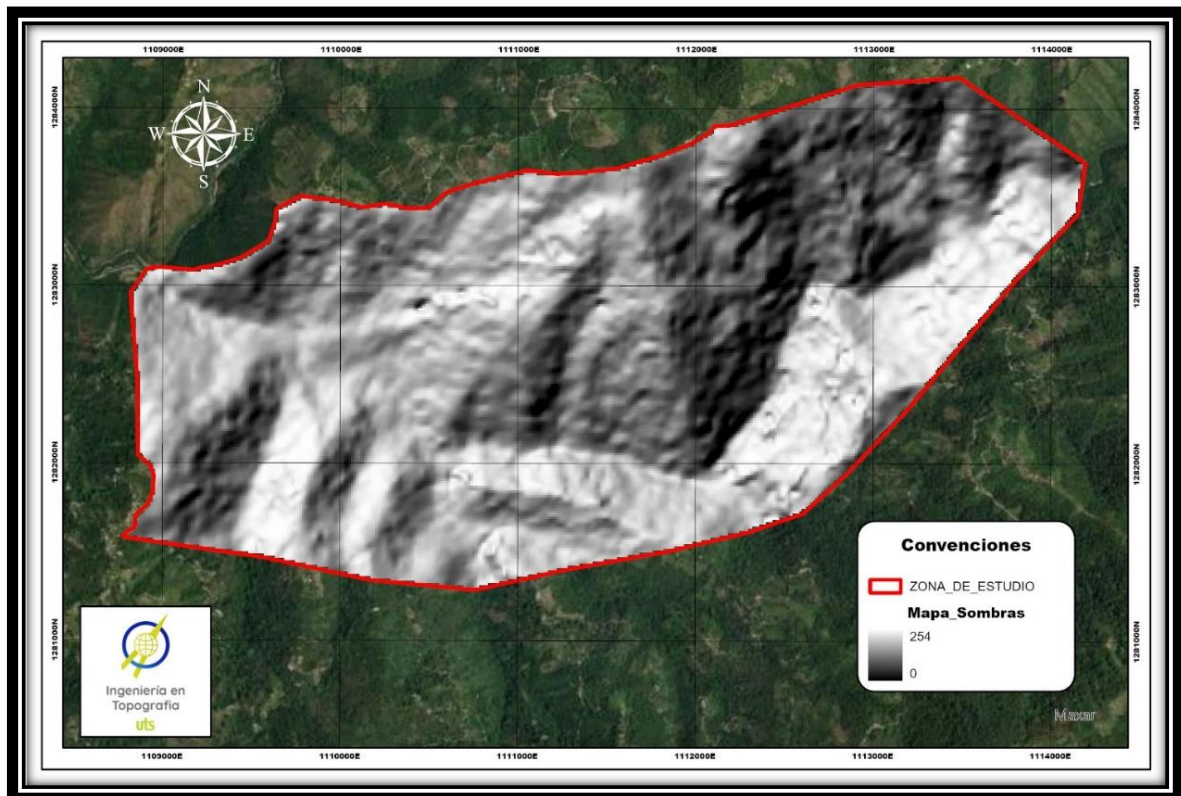 1109000E 1110000E 1111000E 1112000E 1113000E 1114000E
1284000N
1284000N
N
W E
S
1283000N
1283000N
1282000N
1282000N
Convenciones
ZONA_DE_ESTUDIO
Mapa_Sombras
254
0
1281000N
1281000N
Ingeniería en
Topografía
uts
Maxar
1109000E 1110000E 1111000E 1112000E 1113000E 1114000E